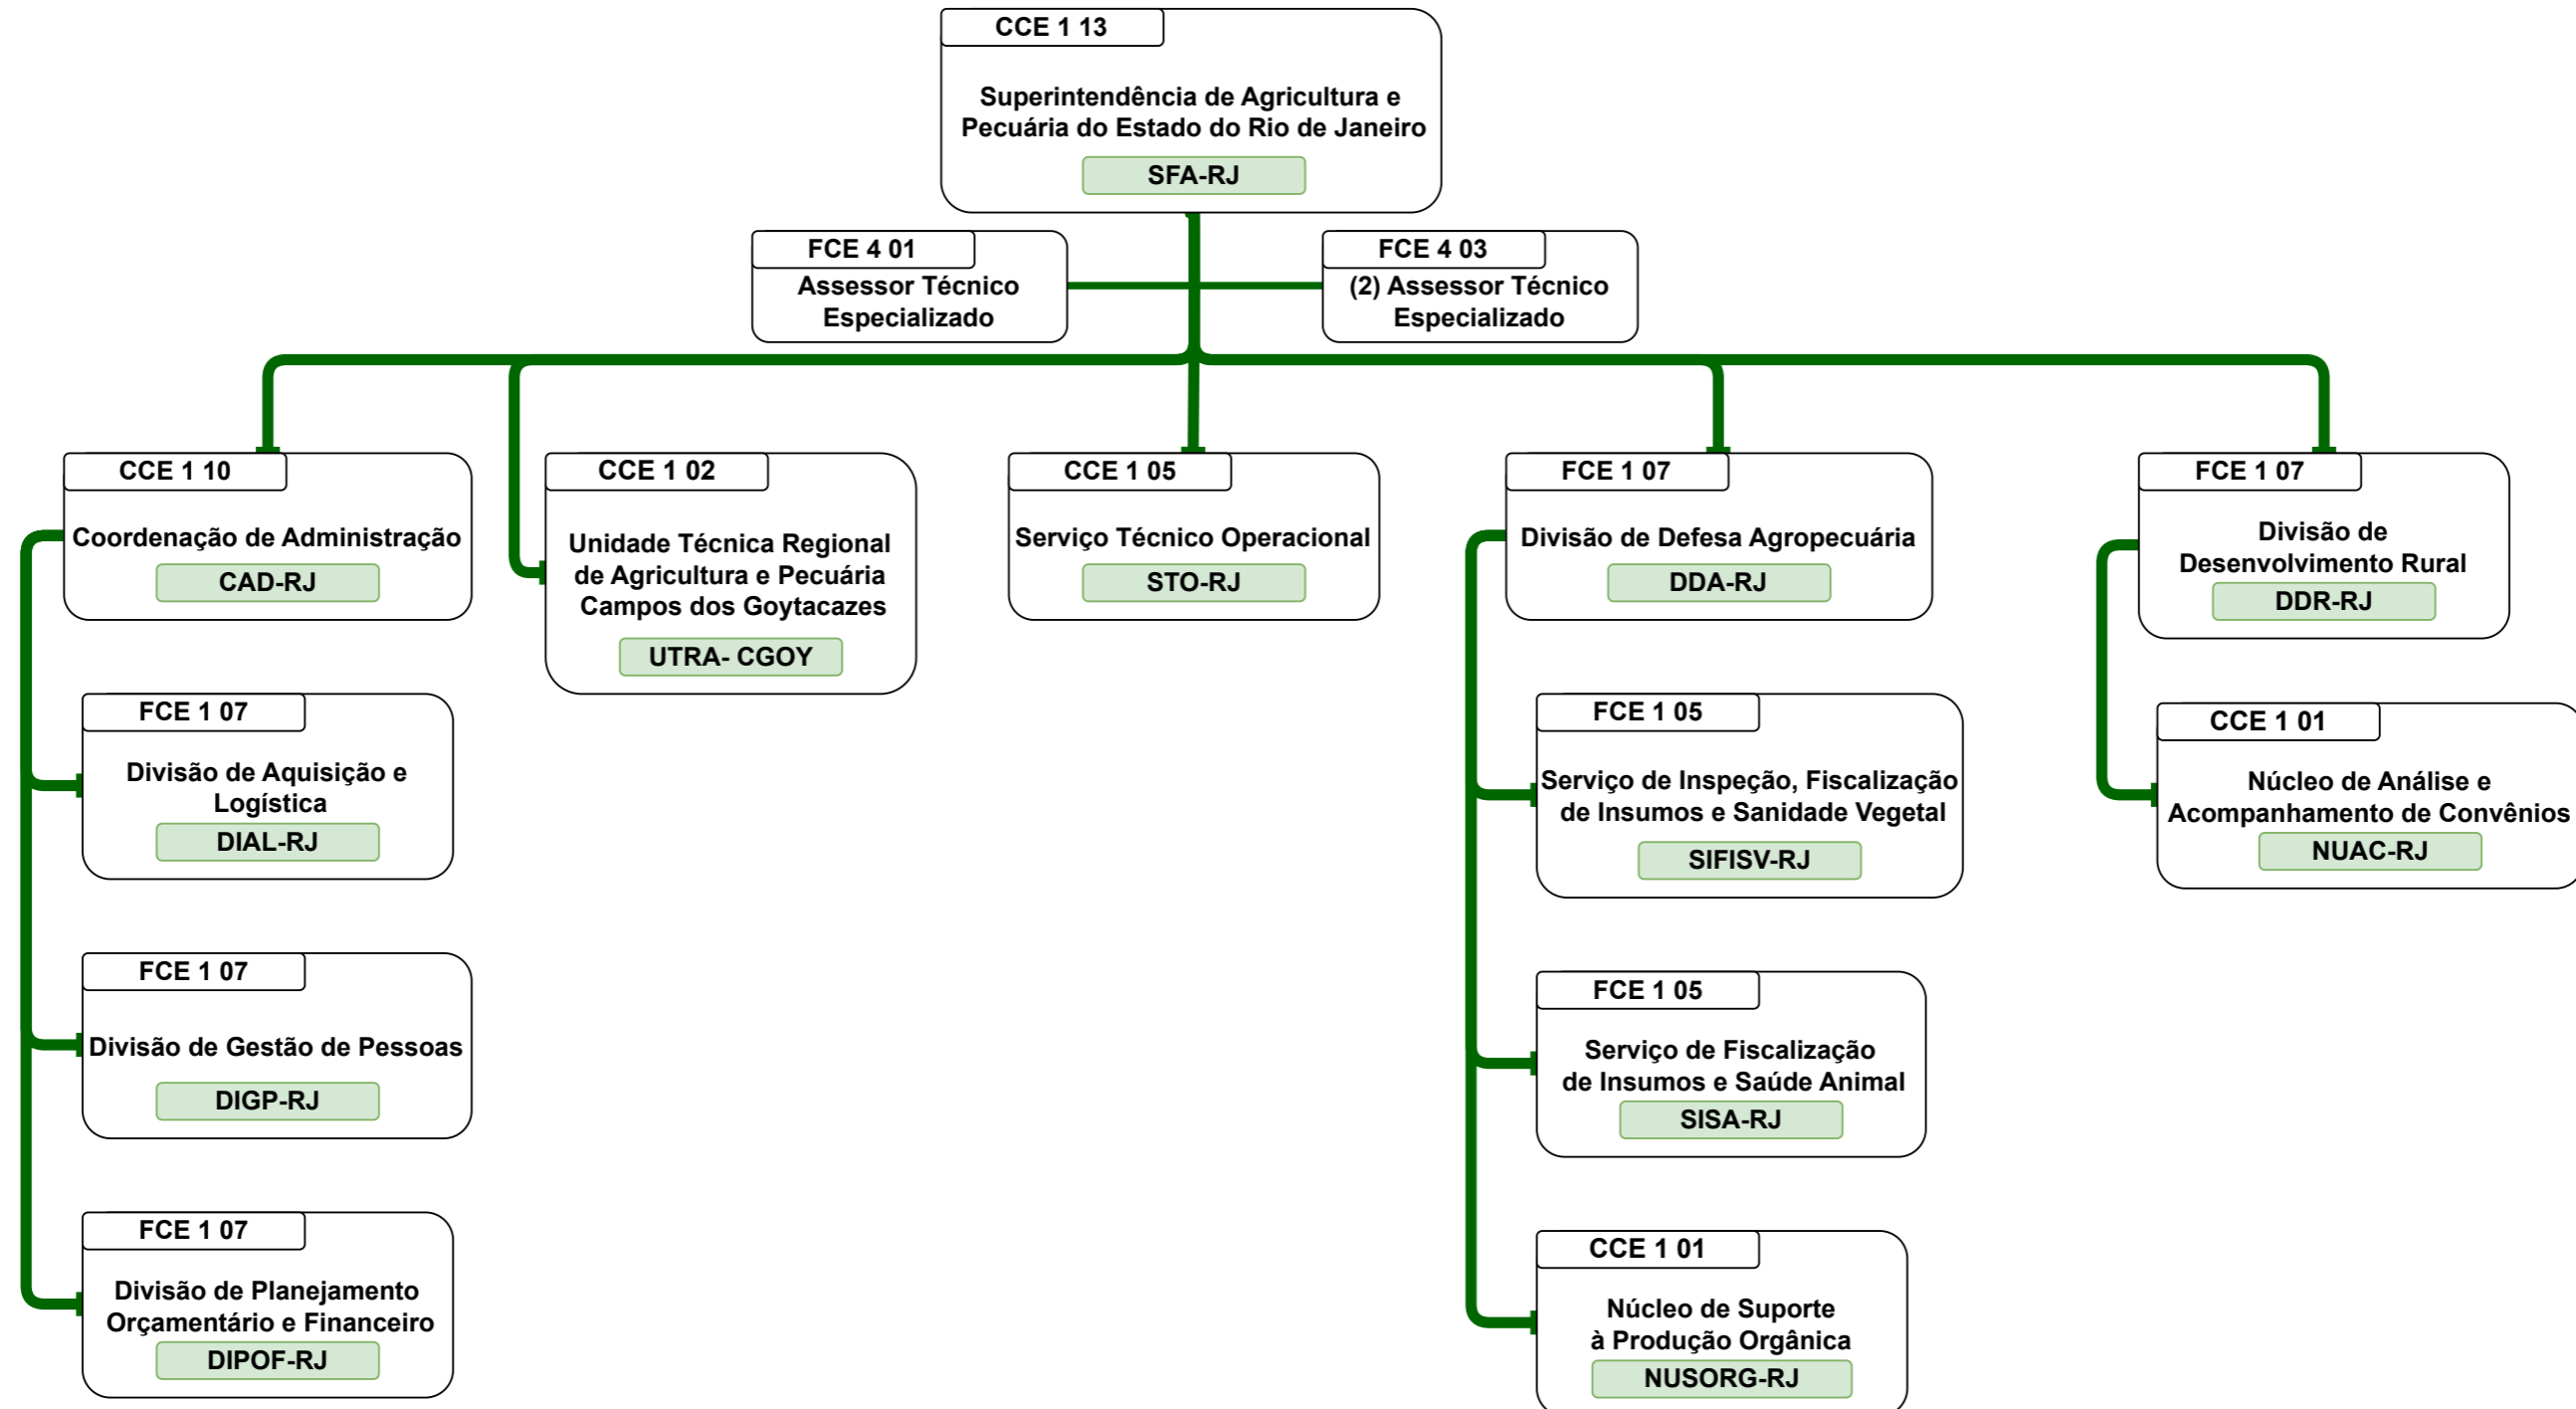 CCE 1 13
Superintendência de Agricultura e
Pecuária do Estado do Rio de Janeiro
SFA-RJ
FCE 4 01
Assessor Técnico
Especializado
FCE 4 03
(2) Assessor Técnico
Especializado
CCE 1 10
Coordenação de Administração
CAD-RJ
CCE 1 02
Unidade Técnica Regional
de Agricultura e Pecuária
Campos dos Goytacazes
UTRA- CGOY
CCE 1 05
Serviço Técnico Operacional
STO-RJ
FCE 1 07
Divisão de Defesa Agropecuária
DDA-RJ
FCE 1 07
Divisão de
Desenvolvimento Rural
DDR-RJ
FCE 1 07
Divisão de Aquisição e
Logística
DIAL-RJ
FCE 1 05
Serviço de Inspeção, Fiscalização
de Insumos e Sanidade Vegetal
SIFISV-RJ
CCE 1 01
Núcleo de Análise e
Acompanhamento de Convênios
NUAC-RJ
FCE 1 07
Divisão de Gestão de Pessoas
DIGP-RJ
FCE 1 05
Serviço de Fiscalização
de Insumos e Saúde Animal
SISA-RJ
FCE 1 07
Divisão de Planejamento
Orçamentário e Financeiro
DIPOF-RJ
CCE 1 01
Núcleo de Suporte
à Produção Orgânica
NUSORG-RJ